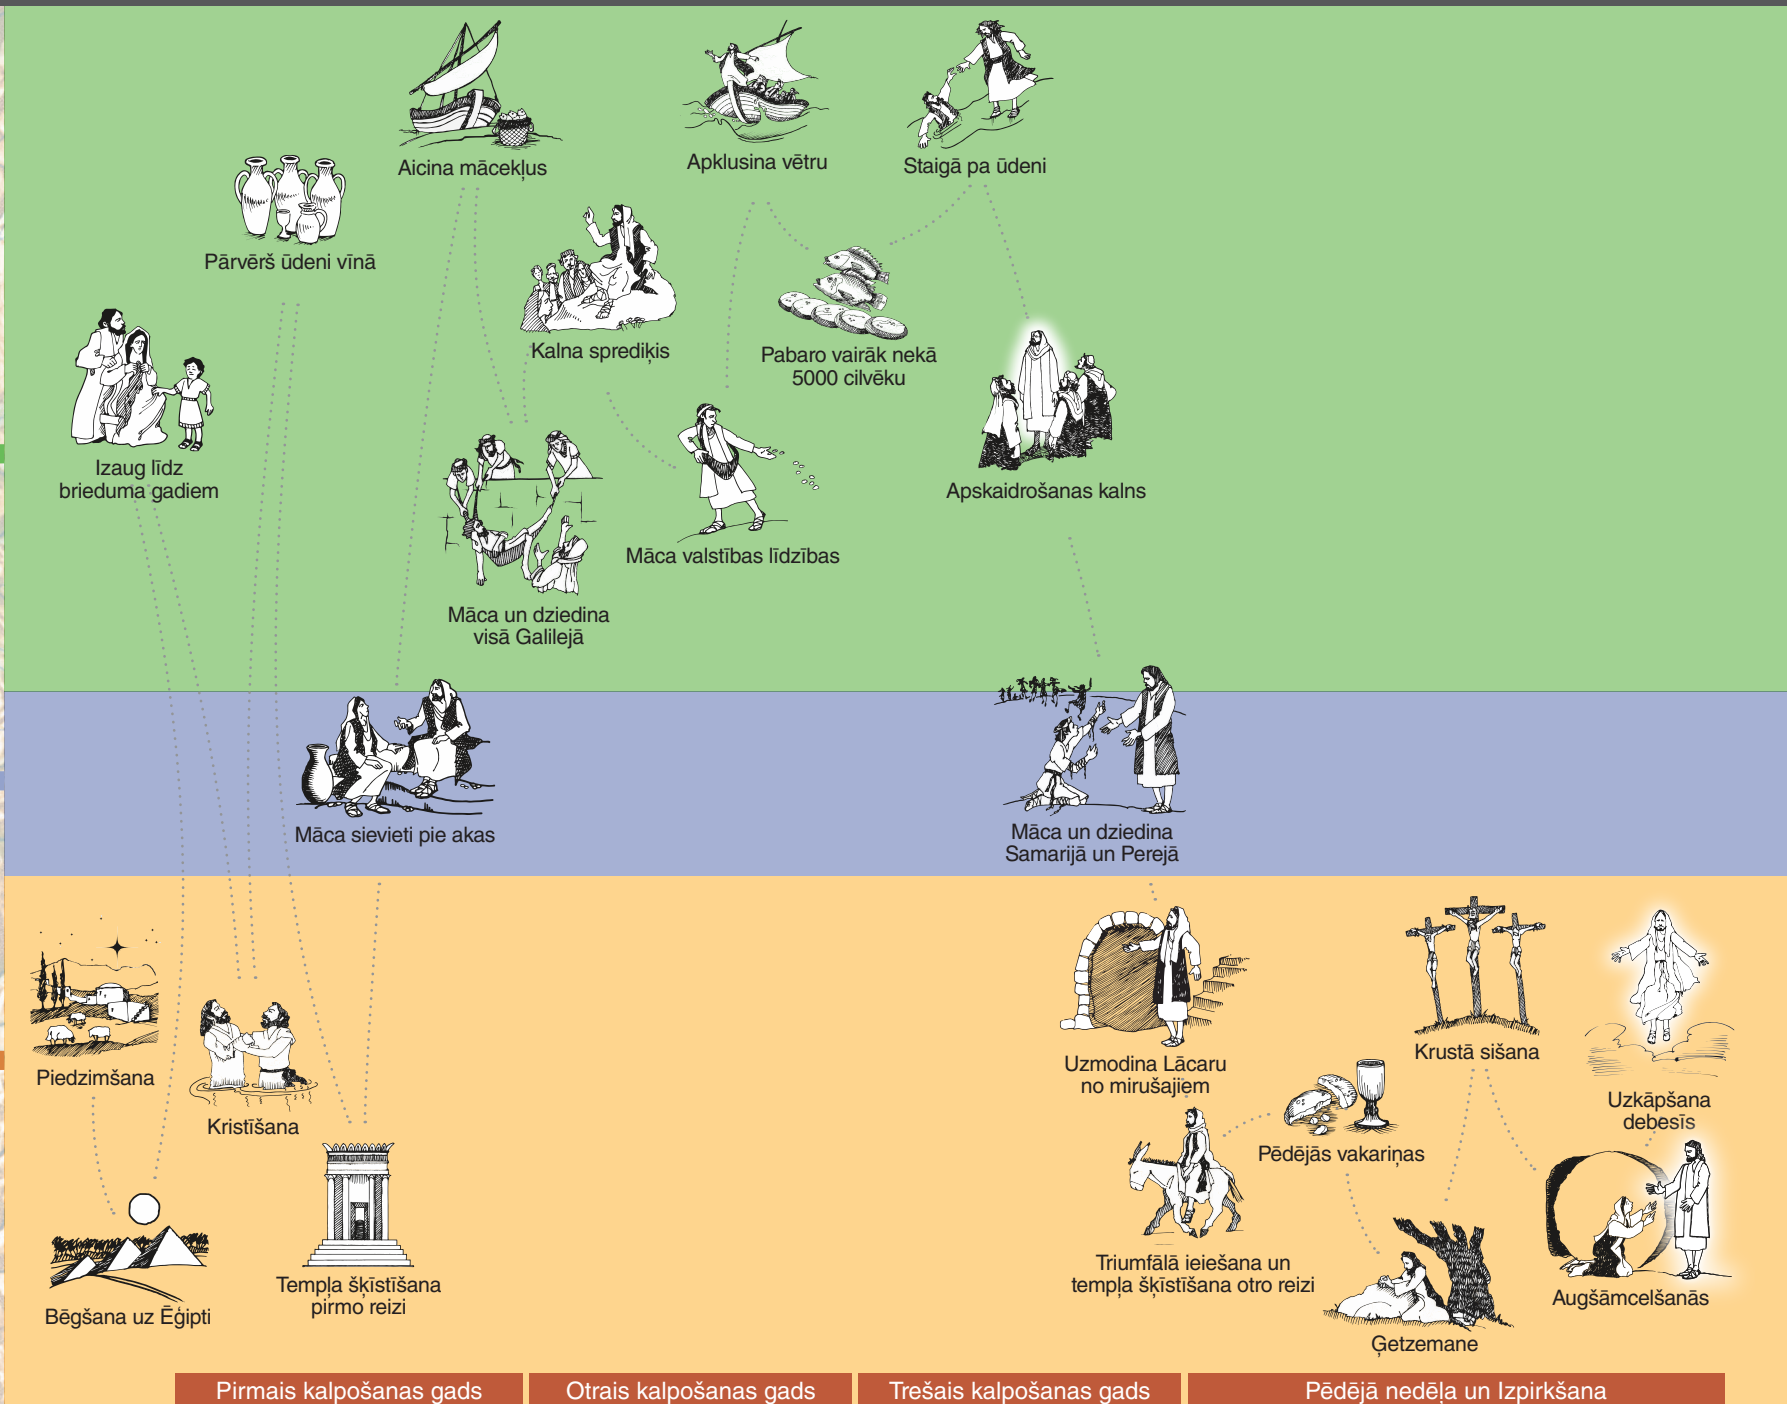 Aicina mācekļus
Apklusina vētru
Staigā pa ūdeni
Pārvērš ūdeni vīnā
Kalna sprediķis
Pabaro vairāk nekā
5000 cilvēku
Izaug līdz
brieduma gadiem
Apskaidrošanas kalns
Māca valstības līdzības
Māca un dziedina
visā Galilejā
Māca sievieti pie akas
Māca un dziedina
Samarijā un Perejā
Piedzimšana
Kristīšana
Uzmodina Lācaru
no mirušajiem
Krustā sišana
Uzkāpšana
debesīs
Pēdējās vakariņas
Bēgšana uz Ēģipti
Tempļa šķīstīšana
pirmo reizi
Triumfālā ieiešana un
tempļa šķīstīšana otro reizi
Augšāmcelšanās
Ģetzemane
Pirmais kalpošanas gads
Otrais kalpošanas gads
Trešais kalpošanas gads
Pēdējā nedēļa un Izpirkšana